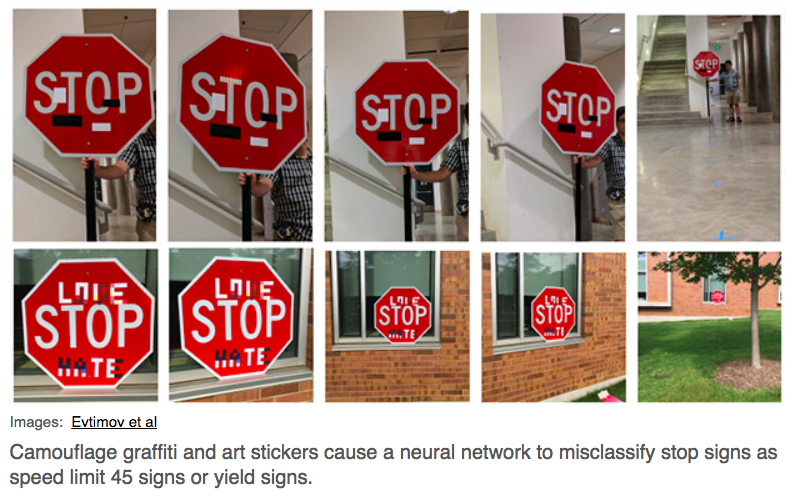 STOP
STOP
STOP
STOP
STOP
LOVE
STOP
HATE
LOVE
STOP
HATE
LOVE
STOP
HATE
LOVE
STOP
HATE
Images: Evtimov et al
Camouflage graffiti and art stickers cause a neural network to misclassify stop signs as
speed limit 45 signs or yield signs.